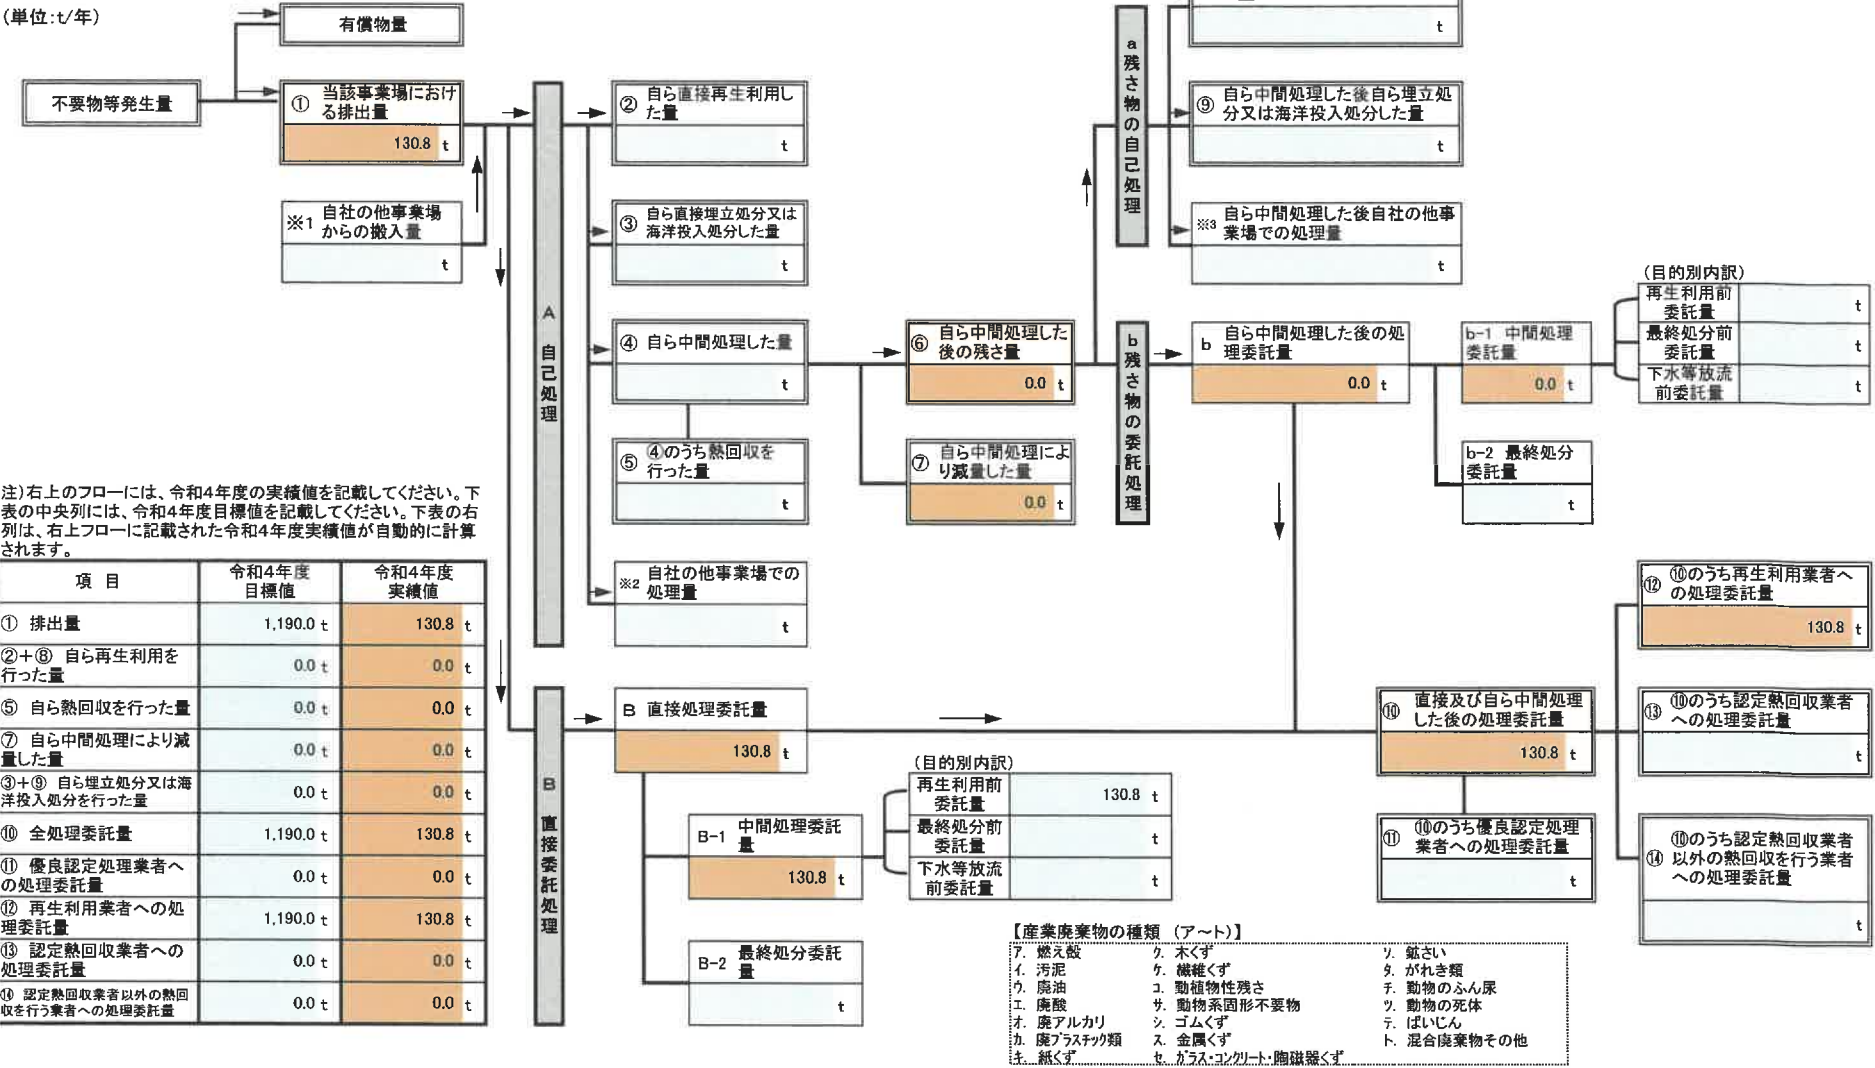 (単位:t/年)
有償物量
不要物等発生量
① 当該事業場におけ
る排出量
130.8 t
※1 自社の他事業場
からの搬入量
t
A 自己処理
② 自ら直接再生利用し
た量
t
③ 自ら直接埋立処分又は
海洋投入処分した量
t
④ 自ら中間処理した量
t
⑤ ④のうち熱回収を
行った量
t
※2 自社の他事業場での
処理量
t
⑥ 自ら中間処理した
後の残さ量
0.0 t
⑦ 自ら中間処理によ
り減量した量
0.0 t
a 残さ物の自己処理
t
⑨ 自ら中間処理した後自ら埋立処
分又は海洋投入処分した量
t
※3 自ら中間処理した後自社の他事
業場での処理量
t
b 残さ物の委託処理
b 自ら中間処理した後の処
理委託量
0.0 t
b-1 中間処理
委託量
0.0 t
(目的別内訳)
再生利用前
委託量
t
最終処分前
委託量
t
下水等放流
前委託量
t
b-2 最終処分
委託量
t
注)右上のフローには、令和4年度の実績値を記載してください。下
表の中央列には、令和4年度目標値を記載してください。下表の右
列は、右上フローに記載された令和4年度実績値が自動的に計算
されます。
項 目
令和4年度
目標値
令和4年度
実績値
① 排出量 1,190.0 t 130.8 t
②+⑧ 自ら再生利用を
行った量 0.0 t 0.0 t
⑤ 自ら熱回収を行った量 0.0 t 0.0 t
⑦ 自ら中間処理により減
量した量 0.0 t 0.0 t
③+⑨ 自ら埋立処分又は海
洋投入処分を行った量 0.0 t 0.0 t
⑩ 全処理委託量 1,190.0 t 130.8 t
⑪ 優良認定処理業者へ
の処理委託量 0.0 t 0.0 t
⑫ 再生利用業者への処
理委託量 1,190.0 t 130.8 t
⑬ 認定熱回収業者への
処理委託量 0.0 t 0.0 t
⑭ 認定熱回収業者以外の熱回
収を行う業者への処理委託量 0.0 t 0.0 t
B 直接委託処理
B 直接処理委託量
130.8 t
B-1 中間処理委託
量
130.8 t
(目的別内訳)
再生利用前
委託量
130.8 t
最終処分前
委託量
t
下水等放流
前委託量
t
B-2 最終処分委託
量
t
⑩ 直接及び自ら中間処理
した後の処理委託量
130.8 t
⑪ ⑩のうち優良認定処理
業者への処理委託量
t
⑫ ⑩のうち再生利用業者へ
の処理委託量
130.8 t
⑬ ⑩のうち認定熱回収業者
への処理委託量
t
⑭ ⑩のうち認定熱回収業者
以外の熱回収を行う業者
への処理委託量
t
【産業廃棄物の種類 (ア～ト)】
ア. 燃え殻 ク. 木くず ソ. 鉱さい
イ. 汚泥 ケ. 繊維くず タ. がれき類
ウ. 廃油 コ. 動植物性残さ チ. 動物のふん尿
エ. 廃酸 サ. 動物系固形不要物 ツ. 動物の死体
オ. 廃アルカリ シ. ゴムくず テ. ばいじん
カ. 廃プラスチック類 ス. 金属くず ト. 混合廃棄物その他
キ. 紙くず セ. ガラス・コンクリート・陶磁器くず